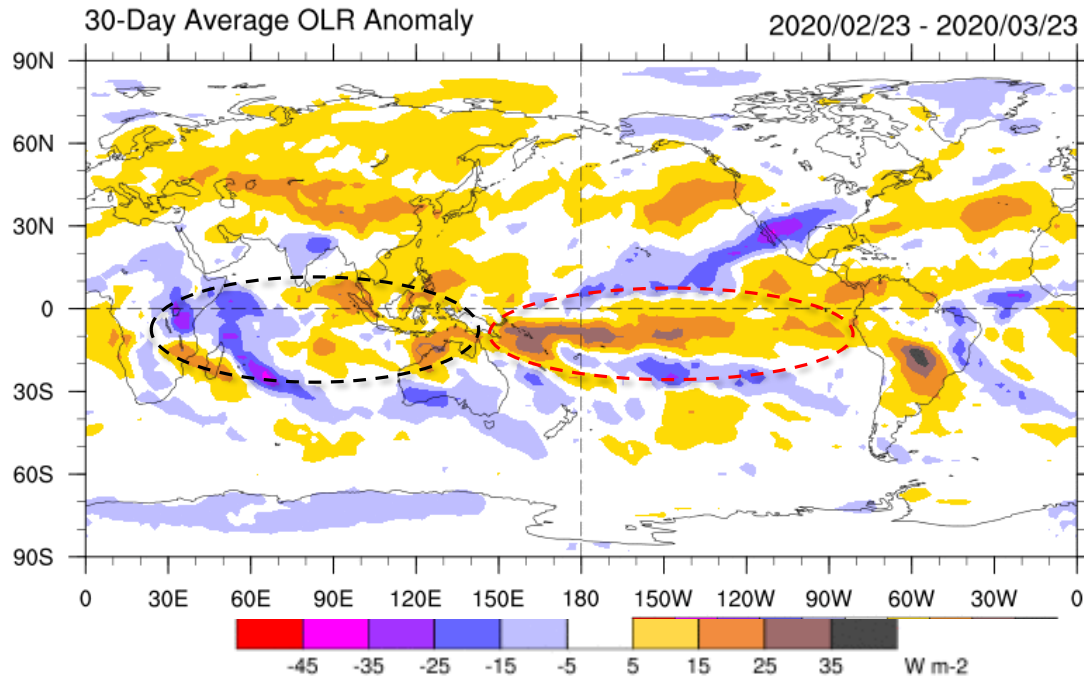 30-Day Average OLR Anomaly 2020/02/23 - 2020/03/23
90N
60N
30N
0
30S
60S
90S
0 30E 60E 90E 120E 150E 180 150W 120W 90W 60W 30W 0
-45 -35 -25 -15 -5 5 15 25 35 W m-2